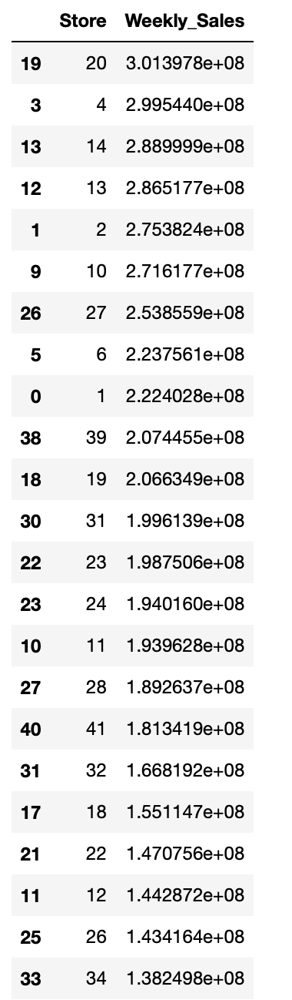 Store Weekly_Sales
19 20 3.013978e+08
3 4 2.995440e+08
13 14 2.889999e+08
12 13 2.865177e+08
1 2 2.753824e+08
9 10 2.716177e+08
26 27 2.538559e+08
5 6 2.237561e+08
0 1 2.224028e+08
38 39 2.074455e+08
18 19 2.066349e+08
30 31 1.996139e+08
22 23 1.987506e+08
23 24 1.940160e+08
10 11 1.939628e+08
27 28 1.892637e+08
40 41 1.813419e+08
31 32 1.668192e+08
17 18 1.551147e+08
21 22 1.470756e+08
11 12 1.442872e+08
25 26 1.434164e+08
33 34 1.382498e+08